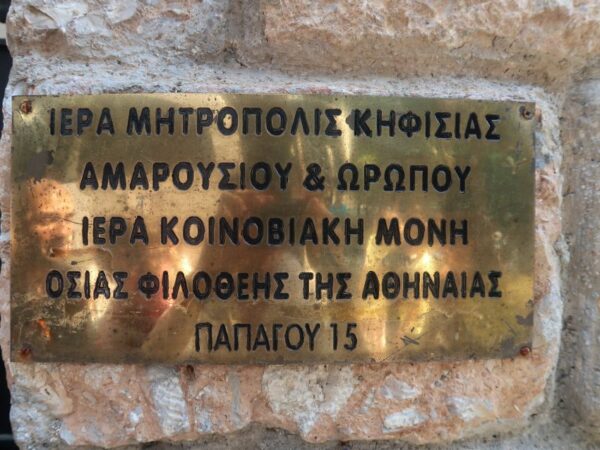 ΙΕΡΑ ΜΗΤΡΟΠΟΛΙΣ ΚΗΦΙΣΙΑΣ
ΑΜΑΡΟΥΣΙΟΥ & ΩΡΩΠΟΥ
ΙΕΡΑ ΚΟΙΝΟΒΙΑΚΗ ΜΟΝΗ
ΟΣΙΑΣ ΦΙΛΟΘΕΗΣ ΤΗΣ ΑΘΗΝΑΙΑΣ
ΠΑΠΑΓΟΥ 15